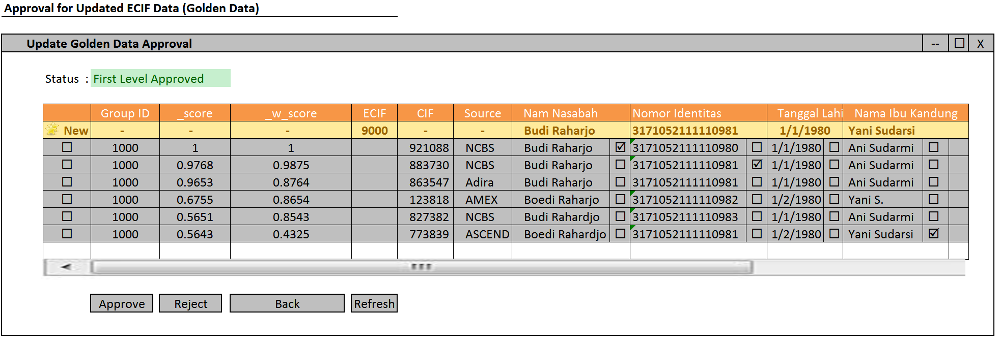 Approval for Updated ECIF Data (Golden Data)
Update Golden Data Approval -- ☐ X
Status : First Level Approved
Group ID _score _w_score ECIF CIF Source Nam Nasabah Nomor Identitas Tanggal Lahi Nama Ibu Kandung
New - - - 9000 - - Budi Raharjo 3171052111110981 1/1/1980 Yani Sudarsi
☐ 1000 1 1 921088 NCBS Budi Raharjo ☑ 3171052111110980 ☐ 1/1/1980 ☐ Ani Sudarmi ☐
☐ 1000 0.9768 0.9875 883730 NCBS Budi Raharjo ☐ 3171052111110981 ☑ 1/1/1980 ☐ Ani Sudarmi ☐
☐ 1000 0.9653 0.8764 863547 Adira Budi Raharjo ☐ 3171052111110981 ☐ 1/1/1980 ☐ Ani Sudarmi ☐
☐ 1000 0.6755 0.8654 123818 AMEX Boedi Raharjo ☐ 3171052111110982 ☐ 1/2/1980 ☐ Yani S. ☐
☐ 1000 0.5651 0.8543 827382 NCBS Budi Rahardjo ☐ 3171052111110983 ☐ 1/1/1980 ☐ Ani Sudarmi ☐
☐ 1000 0.5643 0.4325 773839 ASCEND Boedi Rahardjo ☐ 3171052111110981 ☐ 1/2/1980 ☐ Yani Sudarsi ☑
Approve Reject Back Refresh